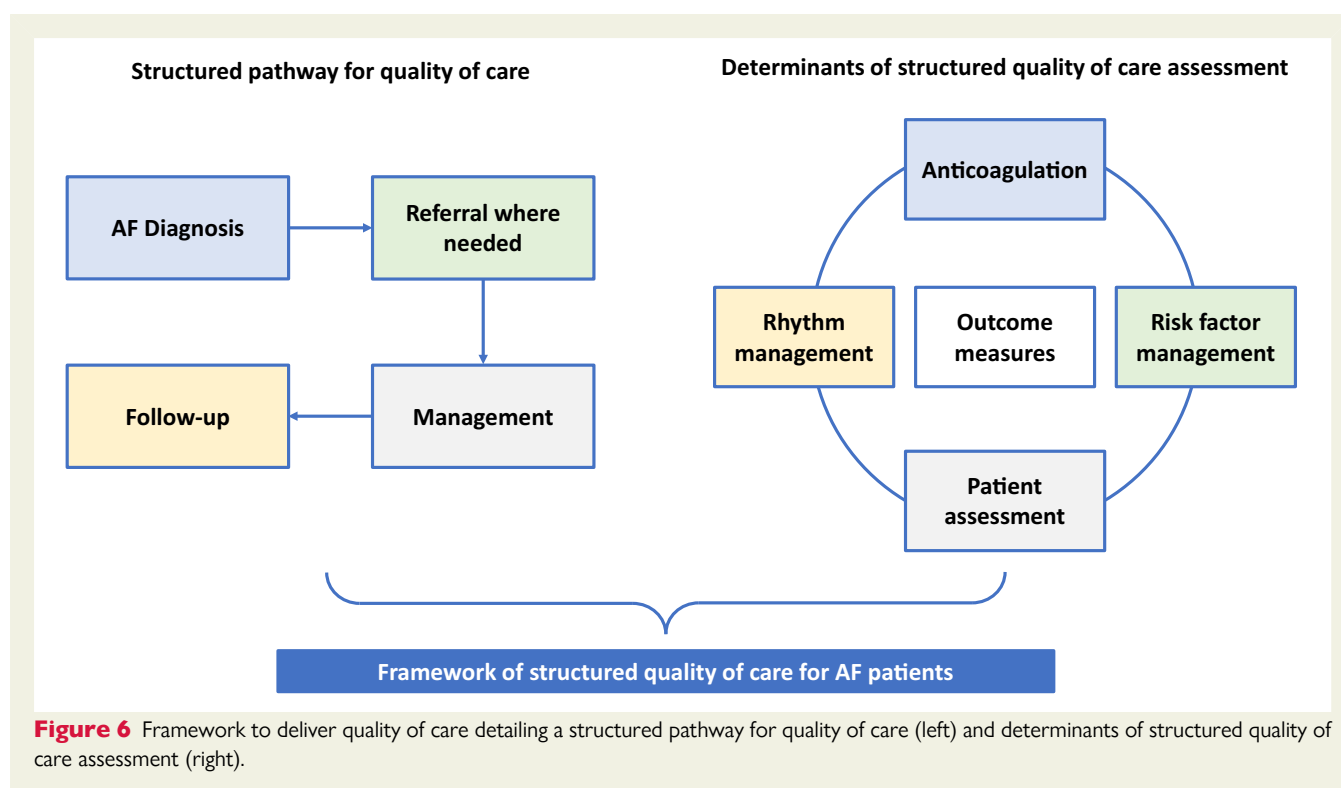 Structured pathway for quality of care
AF Diagnosis
Referral where
needed
Follow-up
Management
Determinants of structured quality of care assessment
Anticoagulation
Rhythm
management
Outcome
measures
Risk factor
management
Patient
assessment
Framework of structured quality of care for AF patients
Figure 6 Framework to deliver quality of care detailing a structured pathway for quality of care (left) and determinants of structured quality of
care assessment (right).